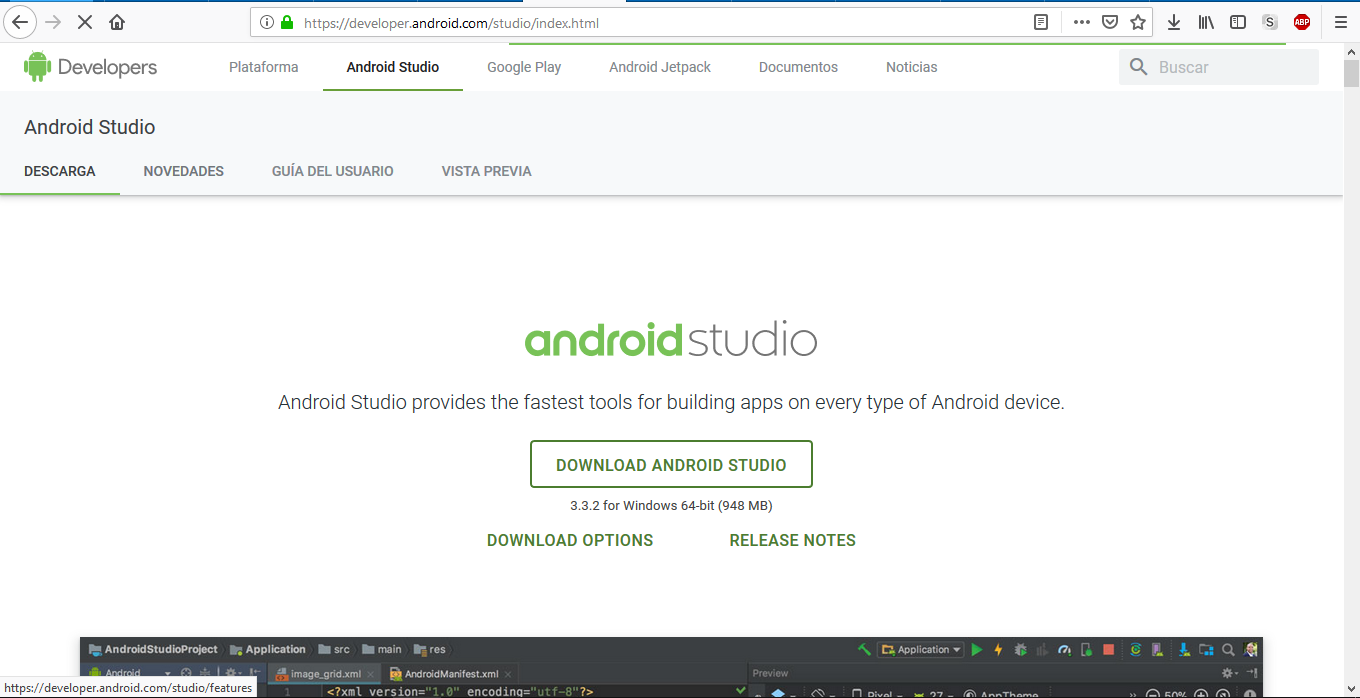 https://developer.android.com/studio/index.html
S
ABP
Developers
Plataforma Android Studio Google Play Android Jetpack Documentos Noticias
Buscar
Android Studio
DESCARGA NOVEDADES GUÍA DEL USUARIO VISTA PREVIA
androidstudio
Android Studio provides the fastest tools for building apps on every type of Android device.
DOWNLOAD ANDROID STUDIO
3.3.2 for Windows 64-bit (948 MB)
DOWNLOAD OPTIONS RELEASE NOTES
AndroidStudioProject Application src main res Application
Android image_grid.xml AndroidManifest.xml Preview
1 <?xml version="1.0" encoding="utf-8"?> Pixel 27 AppTheme 50%
https://developer.android.com/studio/features